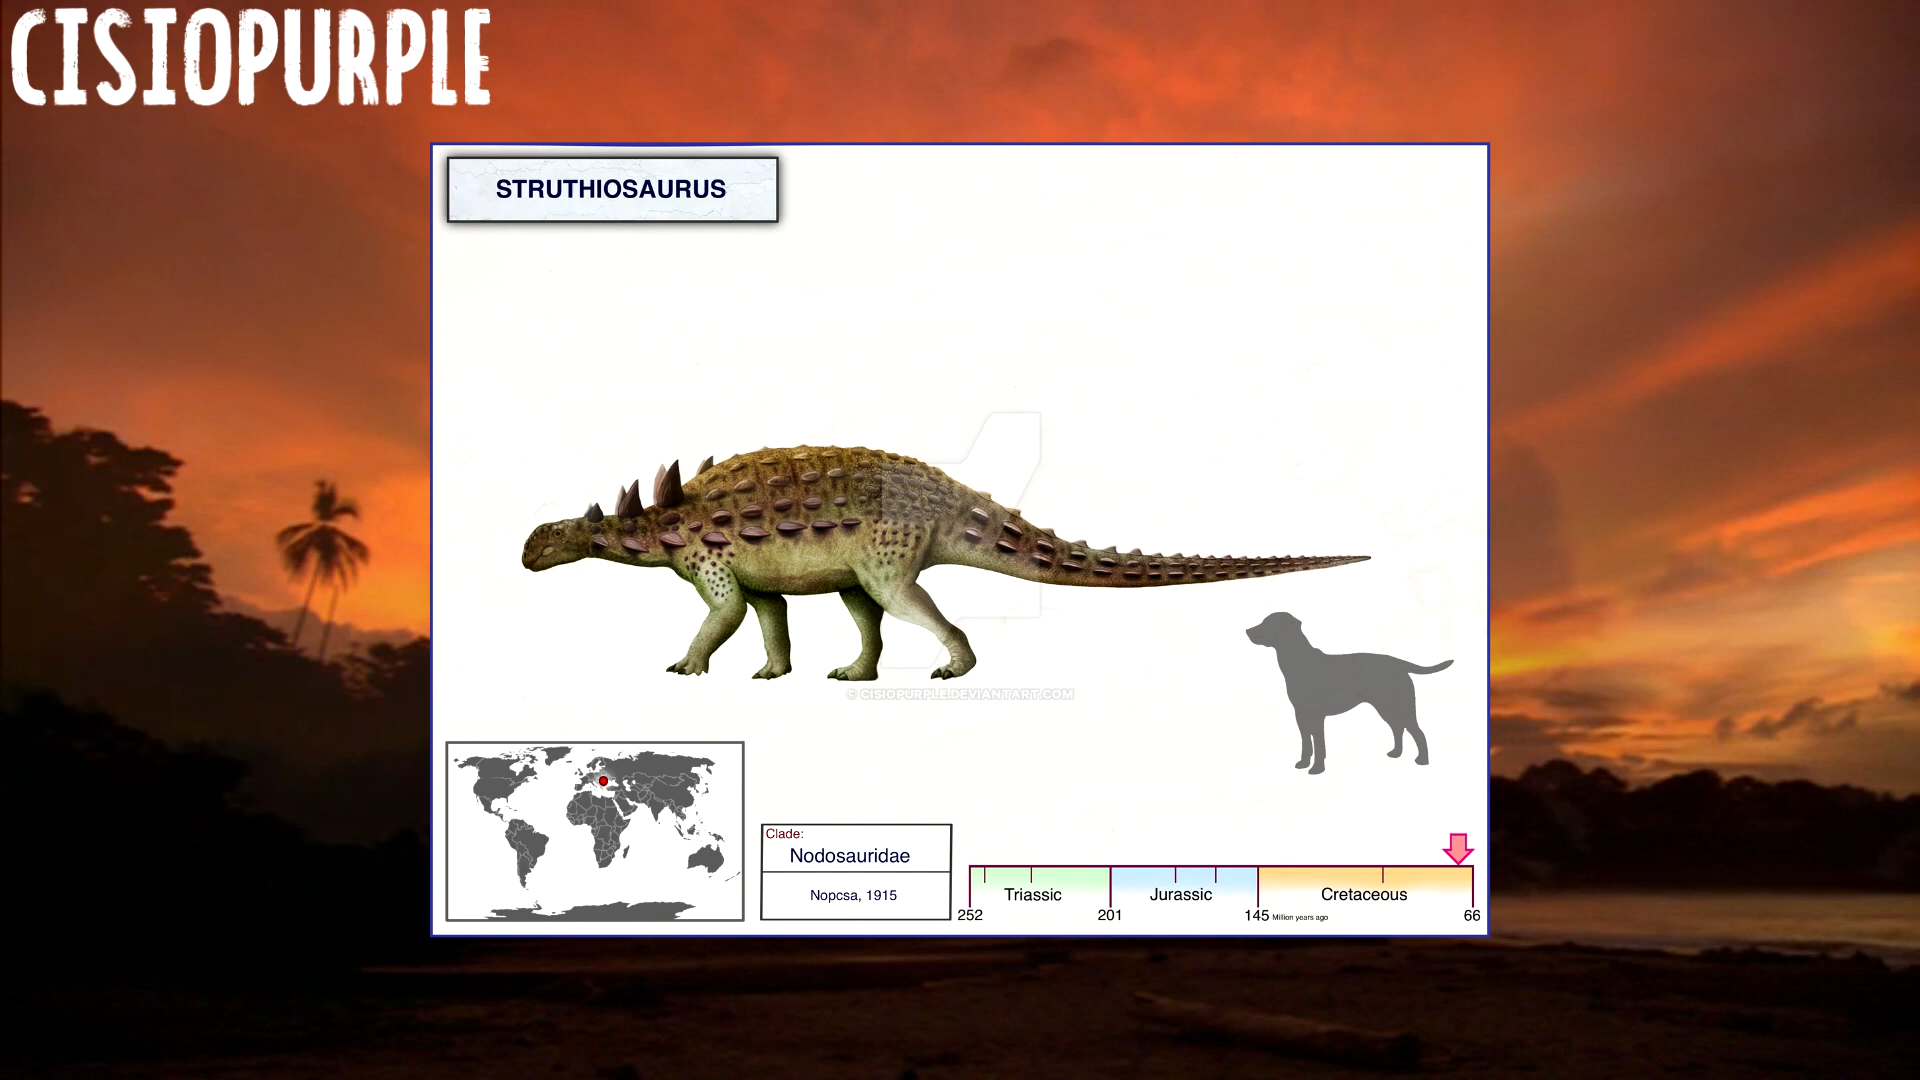 CISIOPURPLE
STRUTHIOSAURUS
© CISIOPURPLE.DEVIANTART.COM
Clade:
Nodosauridae
Nopcsa, 1915
Triassic Jurassic Cretaceous
252 201 145 Million years ago 66